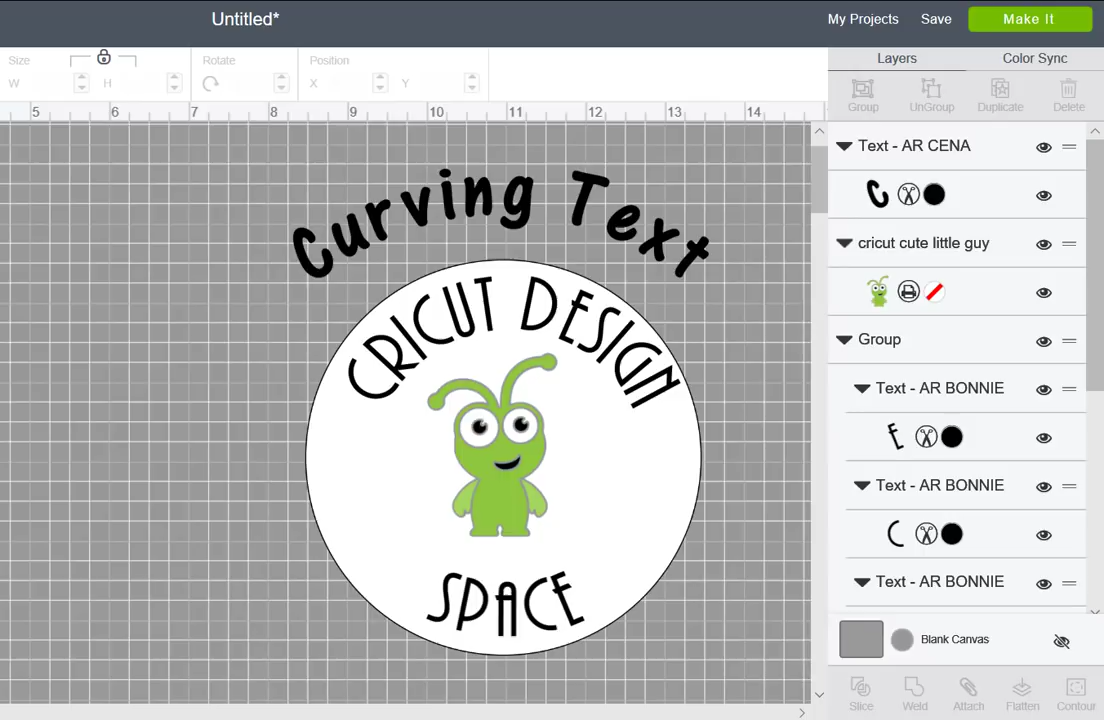 Untitled*
My Projects
Save
Make It
Size
Rotate
Position
W
H
X
Y
Layers
Color Sync
Group
UnGroup
Duplicate
Delete
5 6 7 8 9 10 11 12 13 14
Text - AR CENA
C
cricut cute little guy
Group
Text - AR BONNIE
E
Text - AR BONNIE
C
Text - AR BONNIE
Curving Text
CRICUT DESIGN
SPACE
Blank Canvas
Slice
Weld
Attach
Flatten
Contour